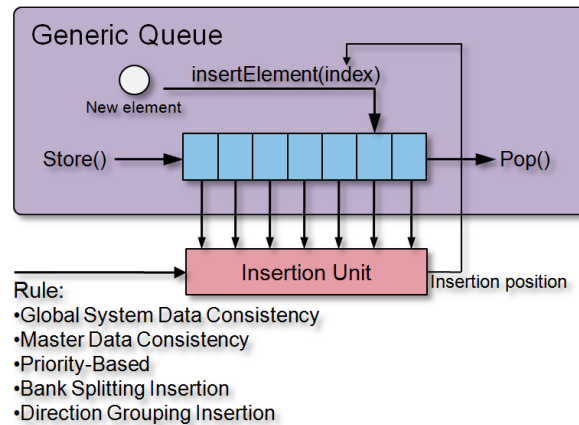 Generic Queue
insertElement(index)
New element
Store()
Pop()
Insertion Unit
Insertion position
Rule:
•Global System Data Consistency
•Master Data Consistency
•Priority-Based
•Bank Splitting Insertion
•Direction Grouping Insertion